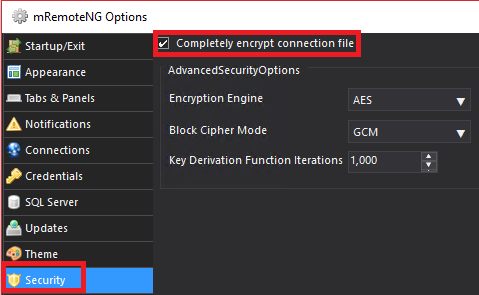 mRemoteNG Options
Startup/Exit
Appearance
Tabs & Panels
Notifications
Connections
Credentials
SQL Server
Updates
Theme
Security
Completely encrypt connection file
AdvancedSecurityOptions
Encryption Engine
AES
Block Cipher Mode
GCM
Key Derivation Function Iterations
1,000